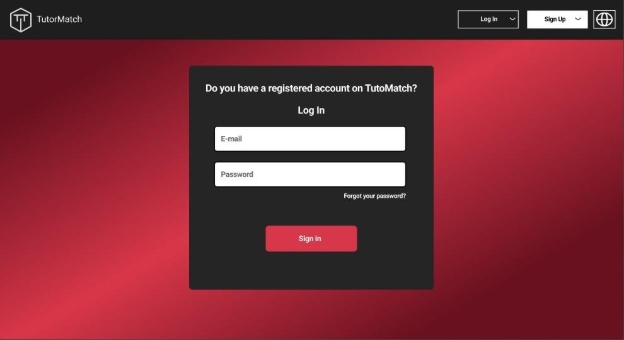 TutorMatch
Log In
Sign Up
Do you have a registered account on TutoMatch?
Log In
E-mail
Password
Forgot your password?
Sign in